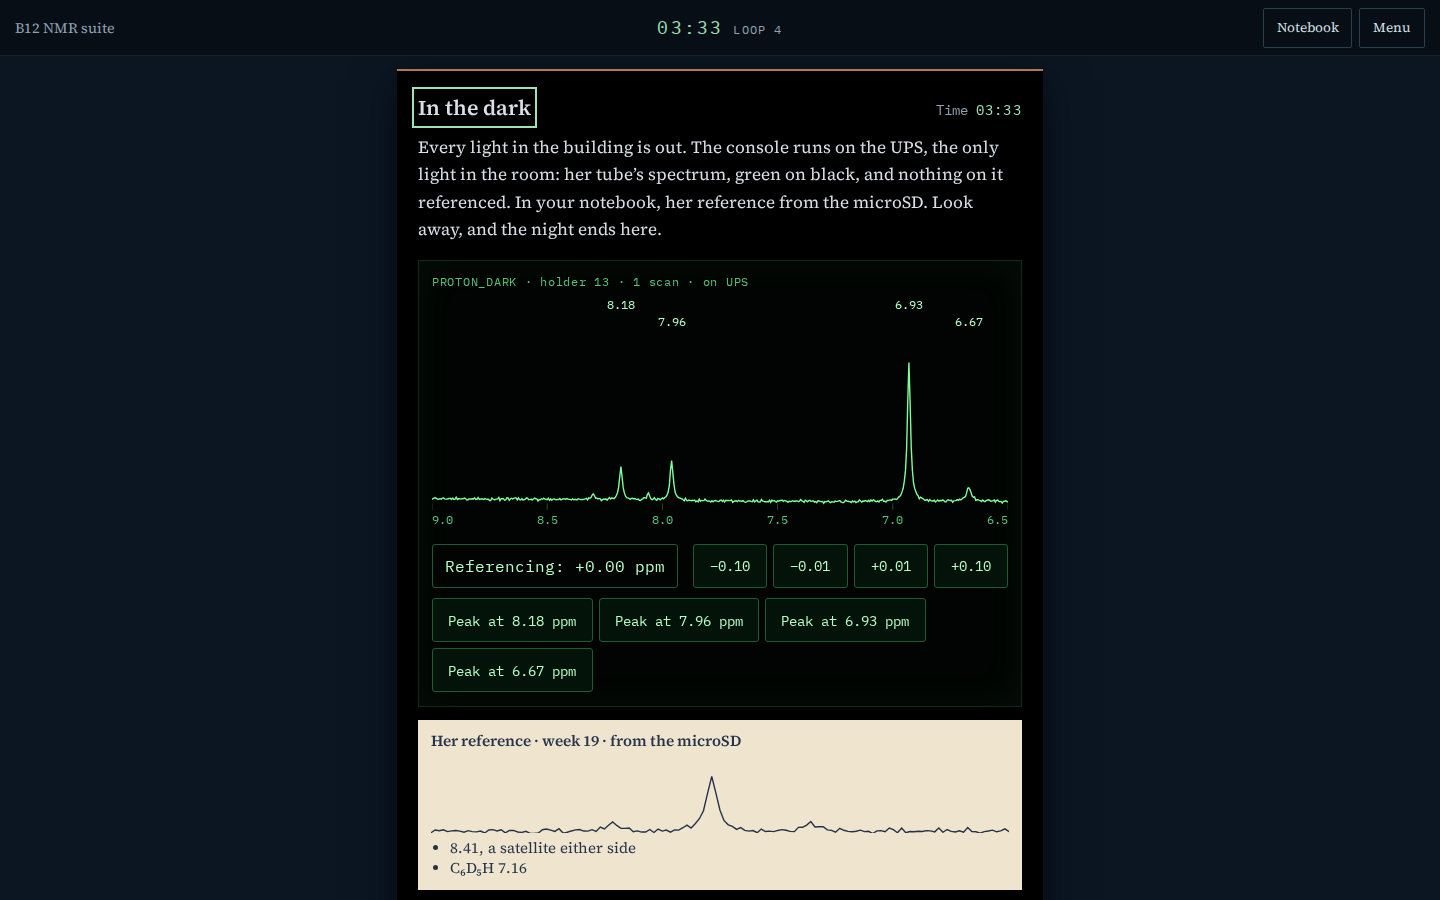 B12 NMR suite
03:33 LOOP 4
Notebook
Menu
In the dark
Time 03:33
Every light in the building is out. The console runs on the UPS, the only
light in the room: her tube’s spectrum, green on black, and nothing on it
referenced. In your notebook, her reference from the microSD. Look
away, and the night ends here.
PROTON_DARK · holder 13 · 1 scan · on UPS
8.18
6.93
7.96
6.67
9.0
8.5
8.0
7.5
7.0
6.5
Referencing: +0.00 ppm
−0.10
−0.01
+0.01
+0.10
Peak at 8.18 ppm
Peak at 7.96 ppm
Peak at 6.93 ppm
Peak at 6.67 ppm
Her reference · week 19 · from the microSD
• 8.41, a satellite either side
• C₆D₅H 7.16